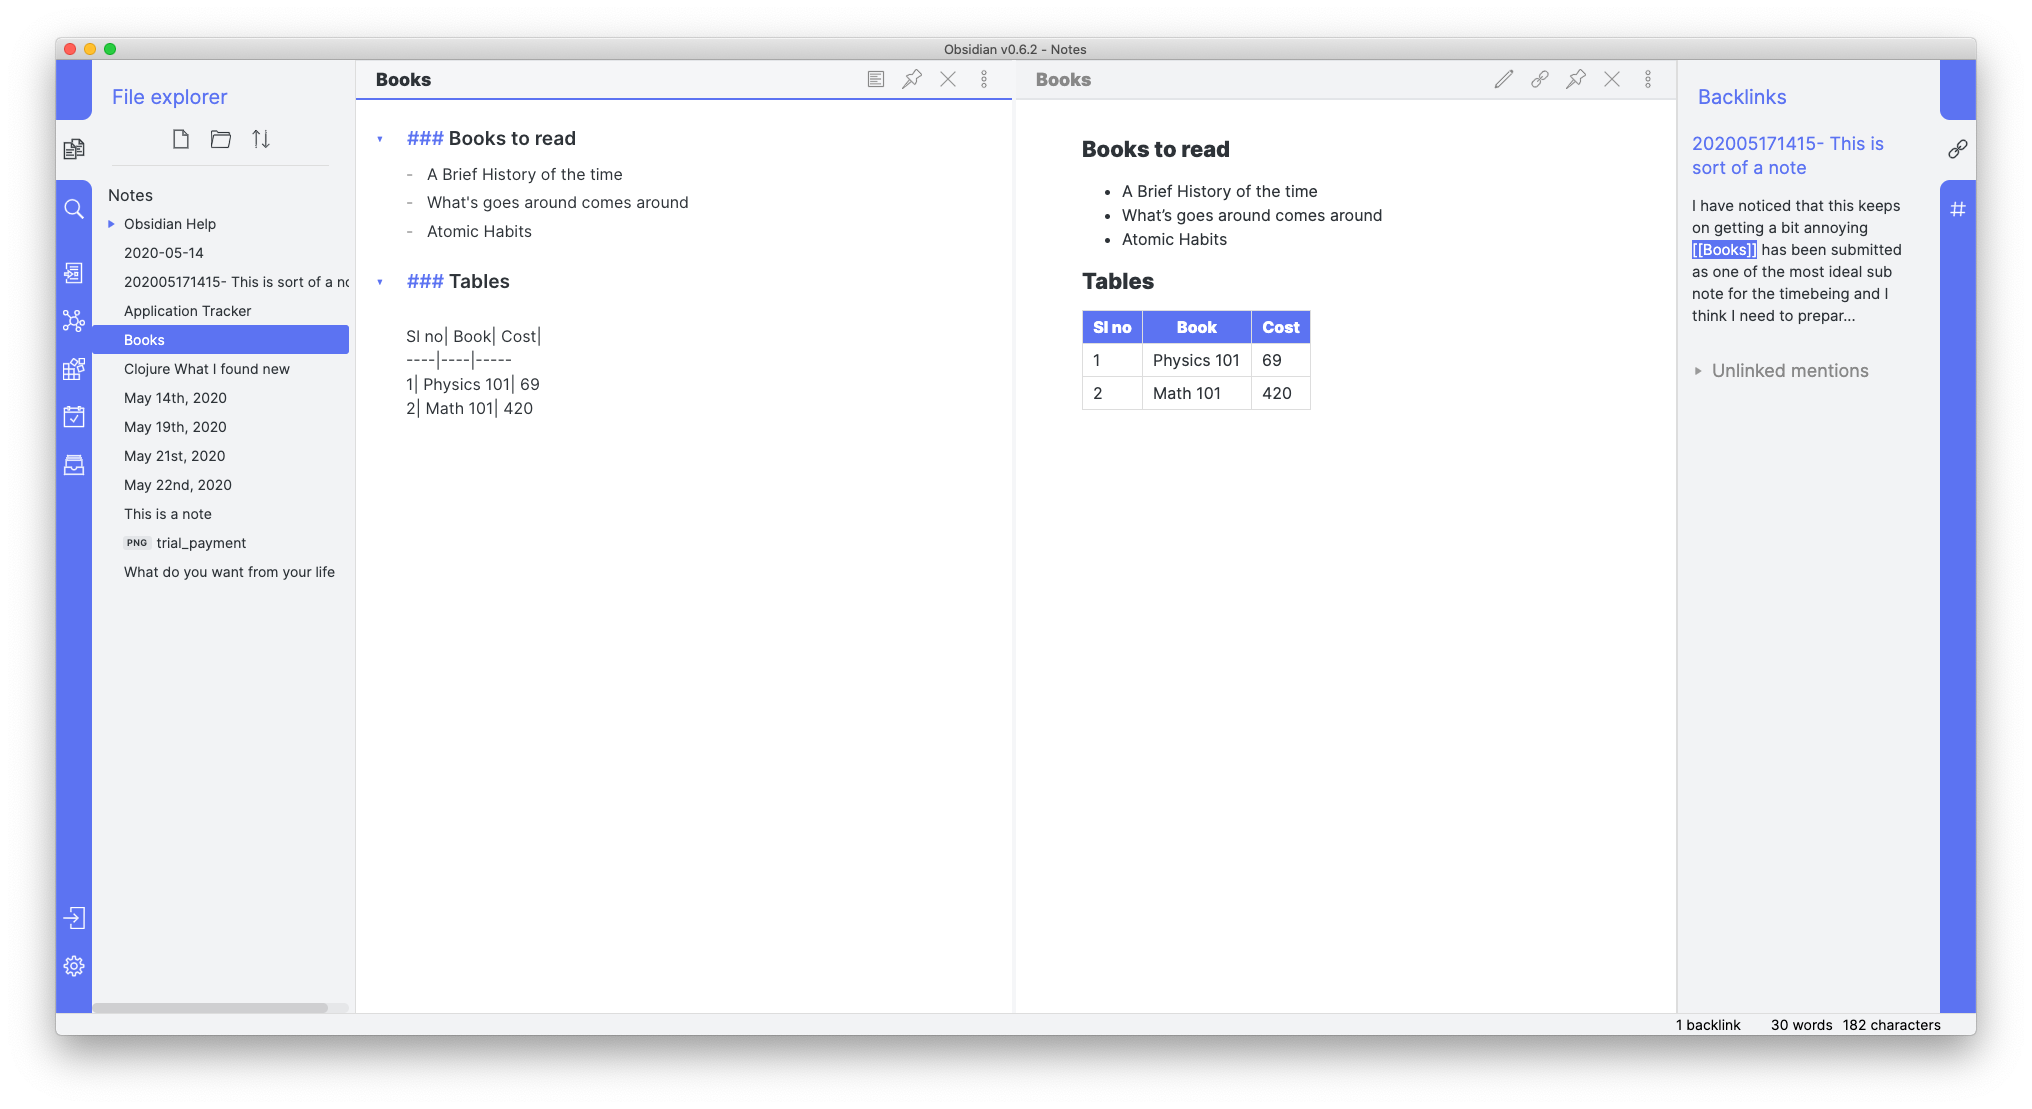 Obsidian v0.6.2 - Notes
File explorer
Notes
Obsidian Help
2020-05-14
202005171415- This is sort of a no
Application Tracker
Books
Clojure What I found new
May 14th, 2020
May 19th, 2020
May 21st, 2020
May 22nd, 2020
This is a note
PNG trial_payment
What do you want from your life
Books
### Books to read
- A Brief History of the time
- What's goes around comes around
- Atomic Habits
### Tables
Sl no| Book| Cost|
----|----|-----
1| Physics 101| 69
2| Math 101| 420
Books
Books to read
• A Brief History of the time
• What’s goes around comes around
• Atomic Habits
Tables
Sl no Book Cost
1 Physics 101 69
2 Math 101 420
Backlinks
202005171415- This is
sort of a note
I have noticed that this keeps
on getting a bit annoying
[[Books]] has been submitted
as one of the most ideal sub
note for the timebeing and I
think I need to prepar...
Unlinked mentions
#
1 backlink 30 words 182 characters